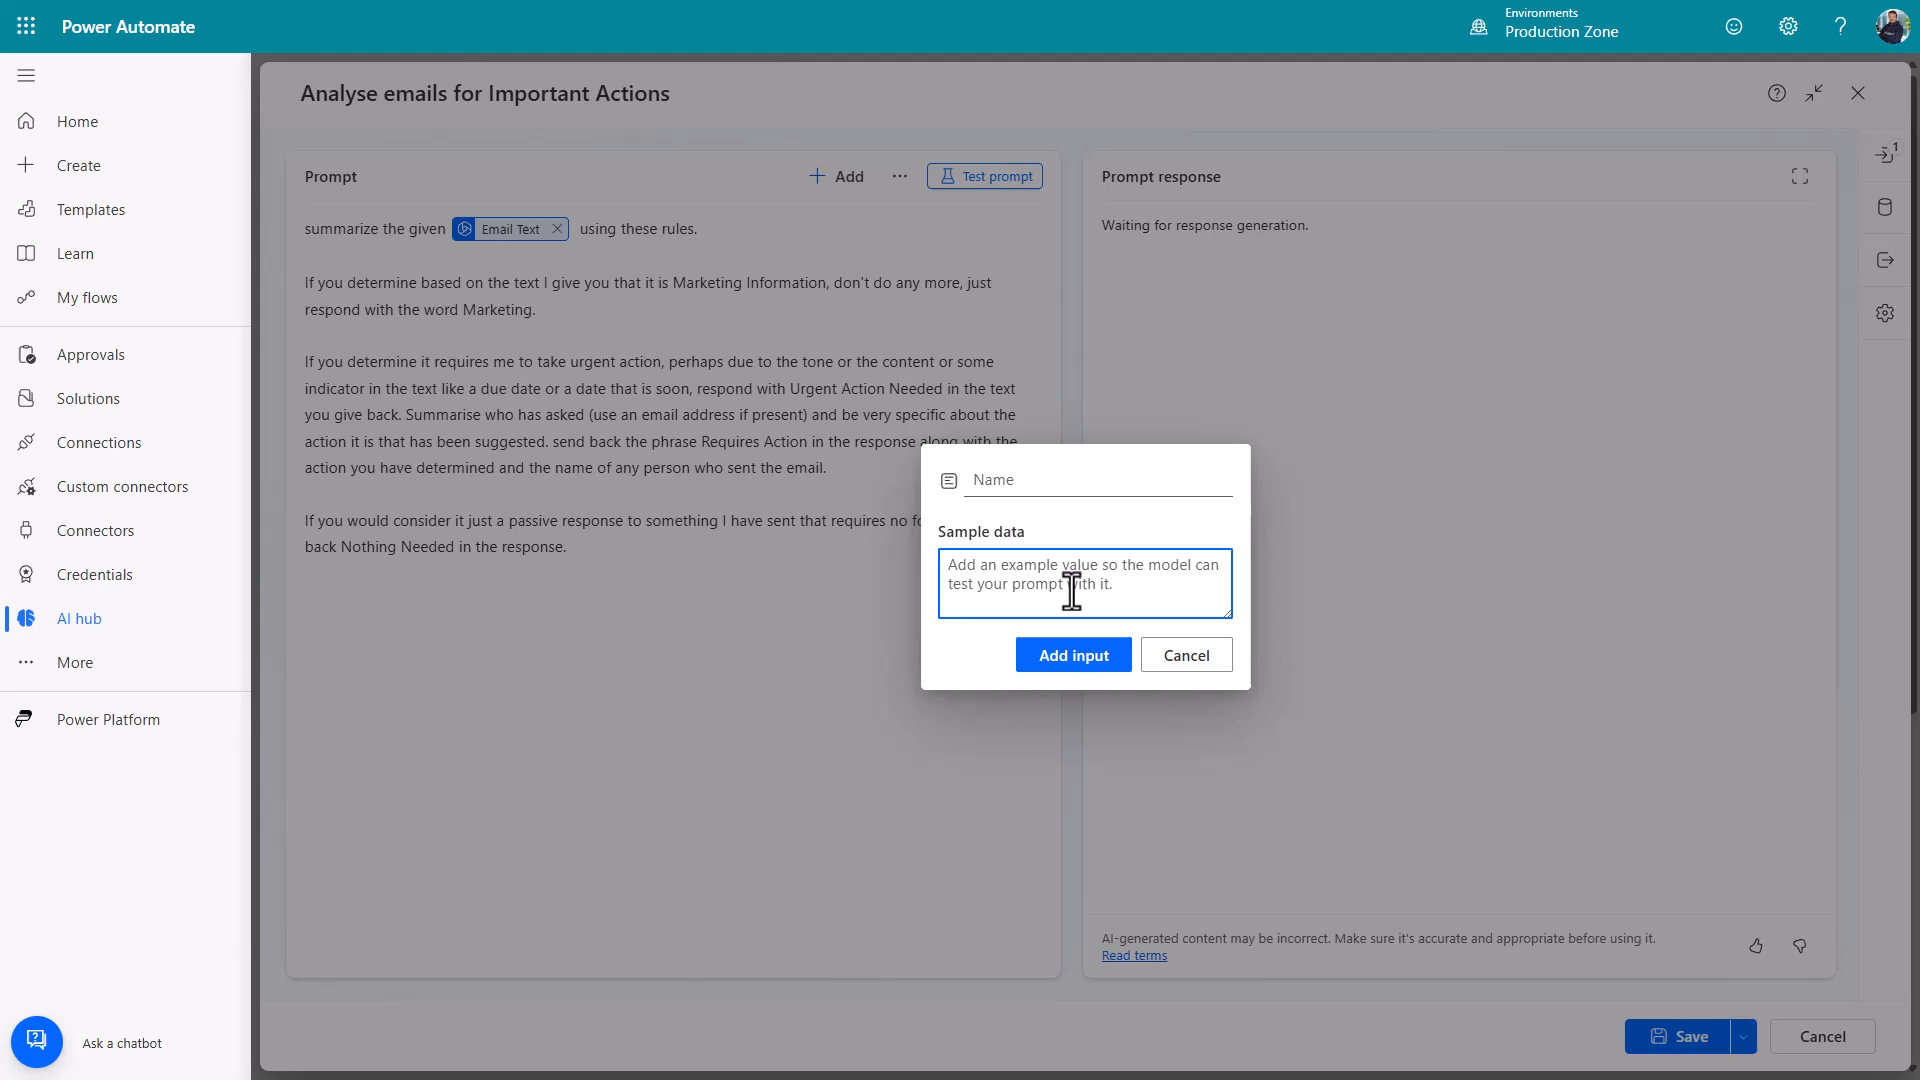 Power Automate
Environments
Production Zone
Home
Create
Templates
Learn
My flows
Approvals
Solutions
Connections
Custom connectors
Connectors
Credentials
AI hub
More
Power Platform
Ask a chatbot
Analyse emails for Important Actions
Prompt
Add
Test prompt
summarize the given Email Text using these rules.
If you determine based on the text I give you that it is Marketing Information, don't do any more, just
respond with the word Marketing.
If you determine it requires me to take urgent action, perhaps due to the tone or the content or some
indicator in the text like a due date or a date that is soon, respond with Urgent Action Needed in the text
you give back. Summarise who has asked (use an email address if present) and be very specific about the
action it is that has been suggested. send back the phrase Requires Action in the response along with the
action you have determined and the name of any person who sent the email.
If you would consider it just a passive response to something I have sent that requires no
back Nothing Needed in the response.
Name
Sample data
Add an example value so the model can
test your prompt with it.
Add input
Cancel
Prompt response
Waiting for response generation.
1
AI-generated content may be incorrect. Make sure it's accurate and appropriate before using it.
Read terms
Save
Cancel